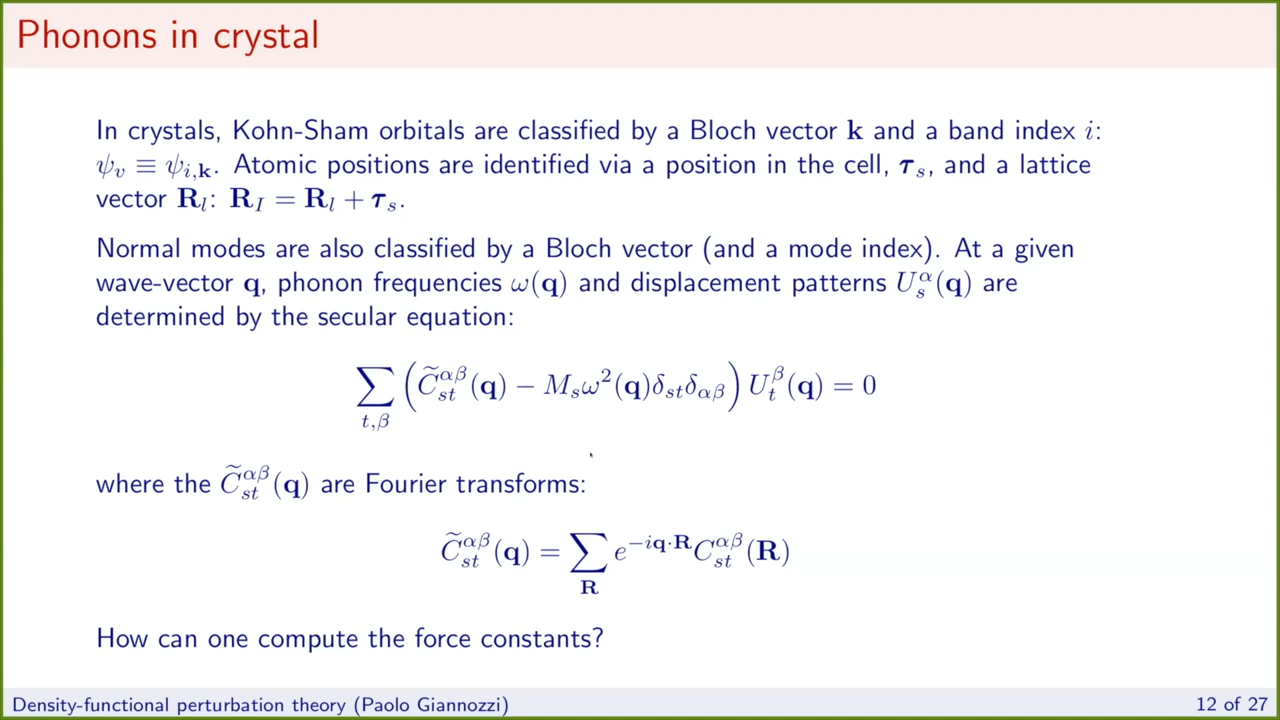 Phonons in crystal
In crystals, Kohn-Sham orbitals are classified by a Bloch vector k and a band index i:
ψ_v ≡ ψ_{i,k}. Atomic positions are identified via a position in the cell, τ_s, and a lattice
vector R_l: R_I = R_l + τ_s.
Normal modes are also classified by a Bloch vector (and a mode index). At a given
wave-vector q, phonon frequencies ω(q) and displacement patterns U_s^α(q) are
determined by the secular equation:
∑_{t,β} ( C̃_{st}^{αβ}(q) − M_s ω²(q) δ_{st} δ_{αβ} ) U_t^β(q) = 0
where the C̃_{st}^{αβ}(q) are Fourier transforms:
C̃_{st}^{αβ}(q) = ∑_R e^{−iq·R} C_{st}^{αβ}(R)
How can one compute the force constants?
Density-functional perturbation theory (Paolo Giannozzi)
12 of 27